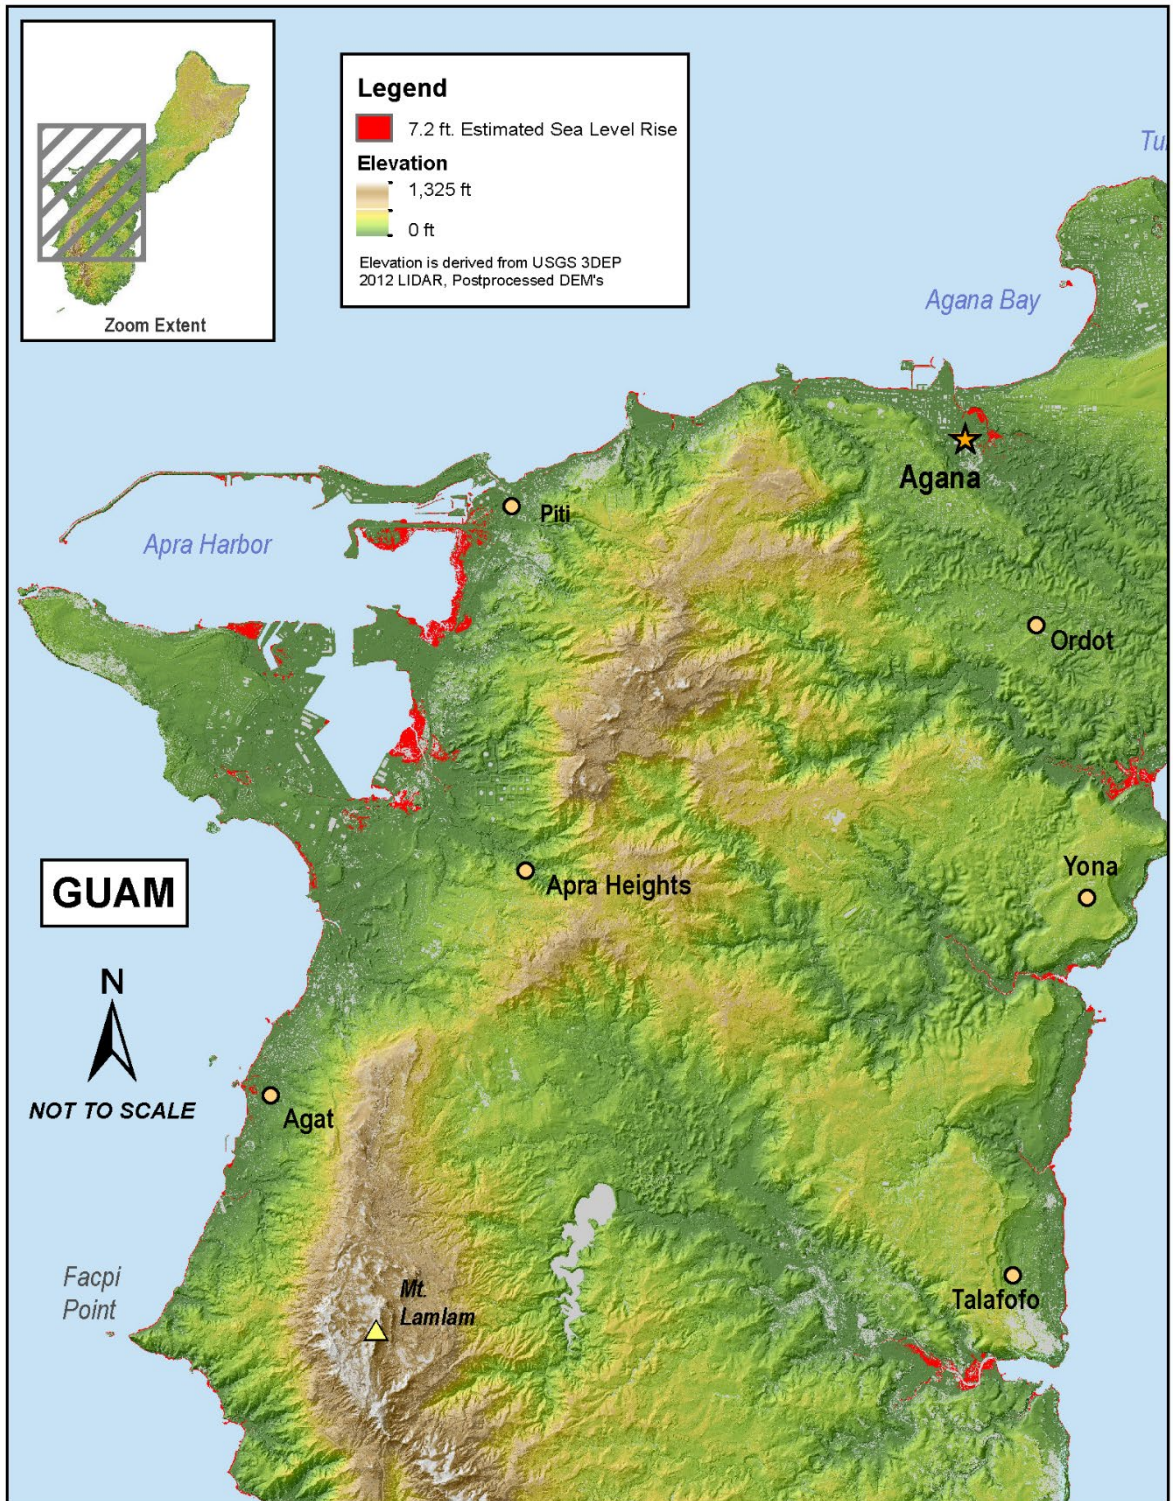 Zoom Extent
Legend
7.2 ft. Estimated Sea Level Rise
Elevation
1,325 ft
0 ft
Elevation is derived from USGS 3DEP
2012 LIDAR, Postprocessed DEM's
Agana Bay
Agana
Piti
Apra Harbor
Ordot
Yona
Apra Heights
GUAM
N
NOT TO SCALE
Agat
Facpi
Point
Mt.
Lamlam
Talafofo